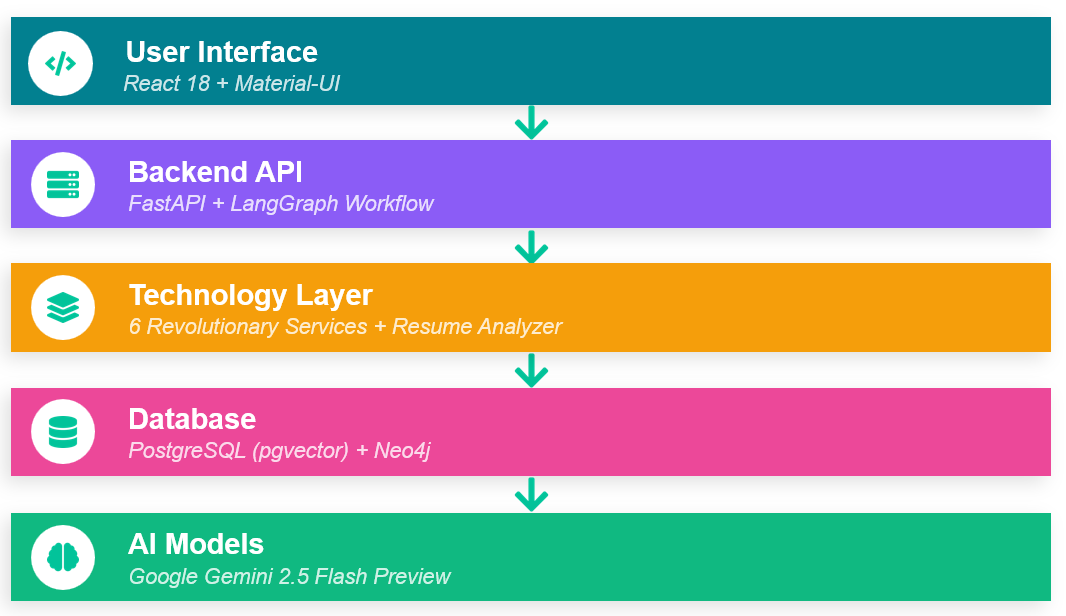 User Interface
React 18 + Material-UI
Backend API
FastAPI + LangGraph Workflow
Technology Layer
6 Revolutionary Services + Resume Analyzer
Database
PostgreSQL (pgvector) + Neo4j
AI Models
Google Gemini 2.5 Flash Preview